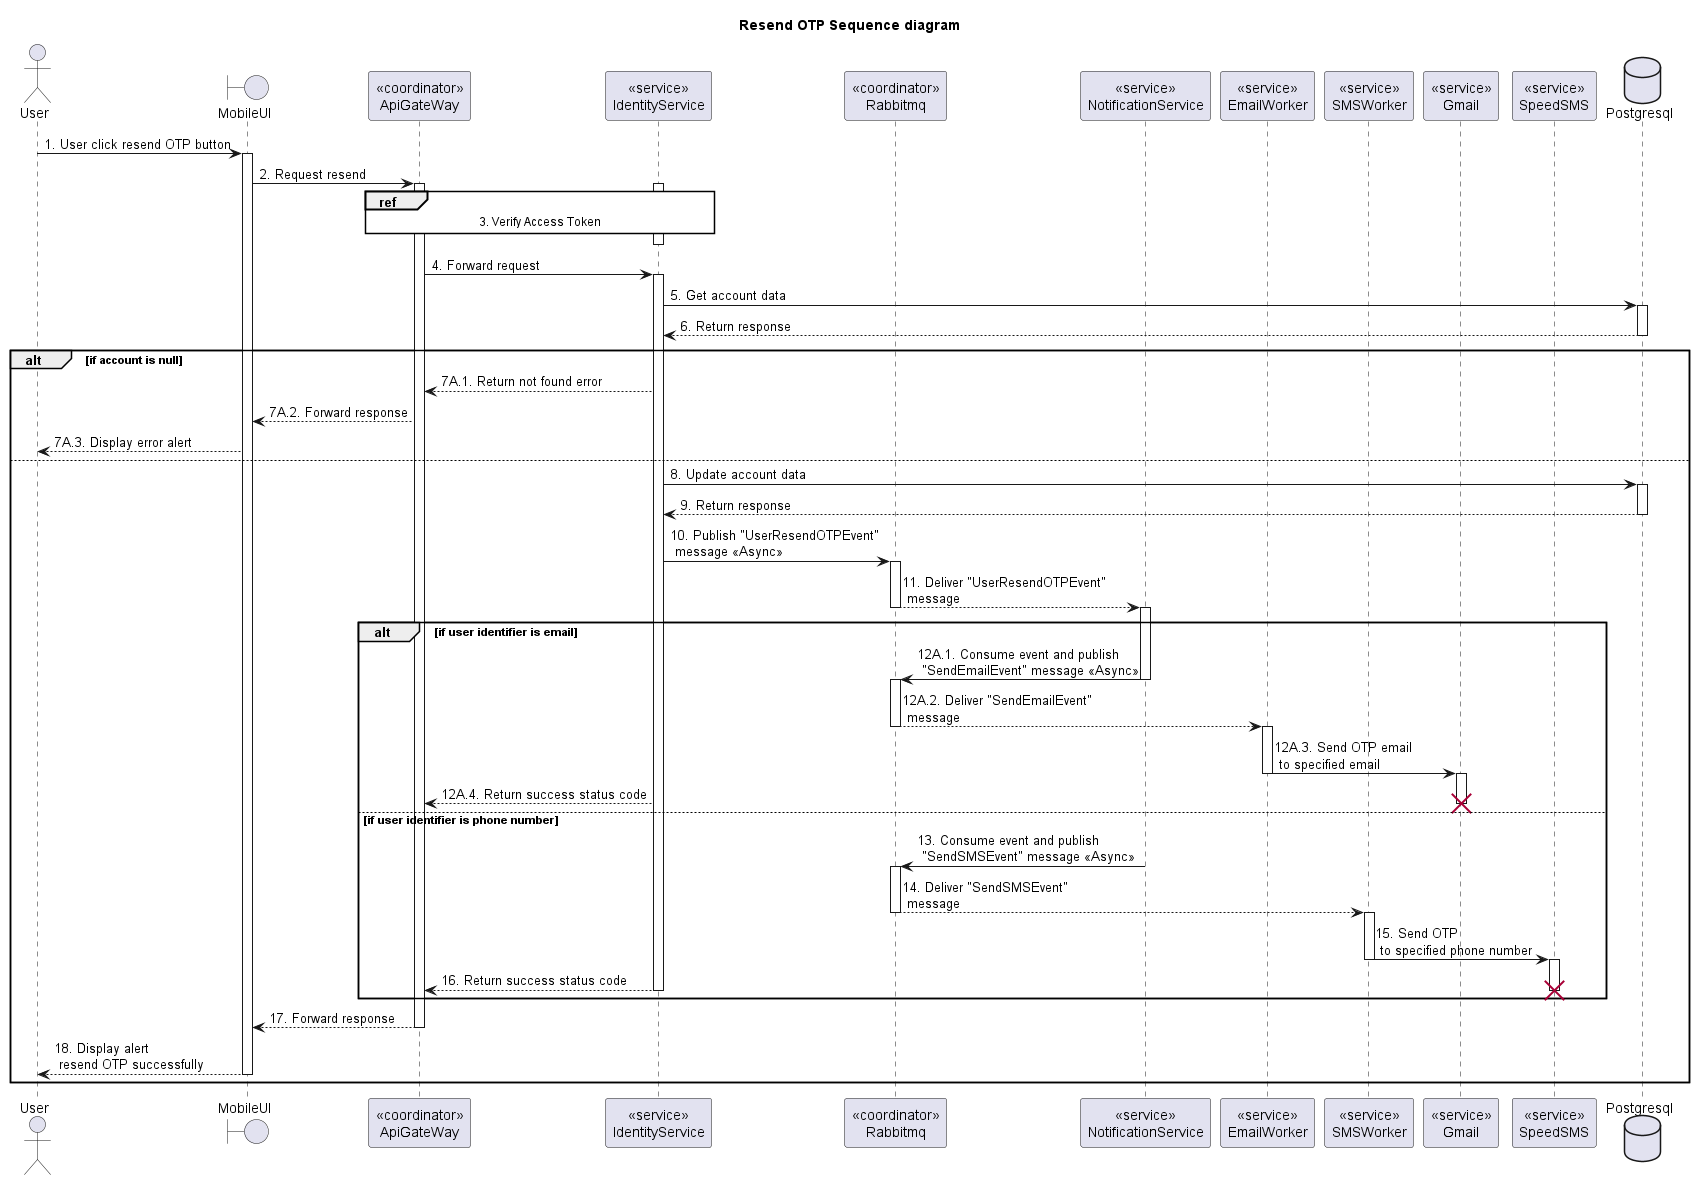 Resend OTP Sequence diagram
User
MobileUI
«coordinator»
ApiGateWay
«service»
IdentityService
«coordinator»
Rabbitmq
«service»
NotificationService
«service»
EmailWorker
«service»
SMSWorker
«service»
Gmail
«service»
SpeedSMS
Postgresql
1. User click resend OTP button
2. Request resend
ref
3. Verify Access Token
4. Forward request
5. Get account data
6. Return response
alt
[if account is null]
7A.1. Return not found error
7A.2. Forward response
7A.3. Display error alert
8. Update account data
9. Return response
10. Publish "UserResendOTPEvent"
message «Async»
11. Deliver "UserResendOTPEvent"
message
alt
[if user identifier is email]
12A.1. Consume event and publish
"SendEmailEvent" message «Async»
12A.2. Deliver "SendEmailEvent"
message
12A.3. Send OTP email
to specified email
12A.4. Return success status code
[if user identifier is phone number]
13. Consume event and publish
"SendSMSEvent" message «Async»
14. Deliver "SendSMSEvent"
message
15. Send OTP
to specified phone number
16. Return success status code
17. Forward response
18. Display alert
resend OTP successfully
User
MobileUI
«coordinator»
ApiGateWay
«service»
IdentityService
«coordinator»
Rabbitmq
«service»
NotificationService
«service»
EmailWorker
«service»
SMSWorker
«service»
Gmail
«service»
SpeedSMS
Postgresql